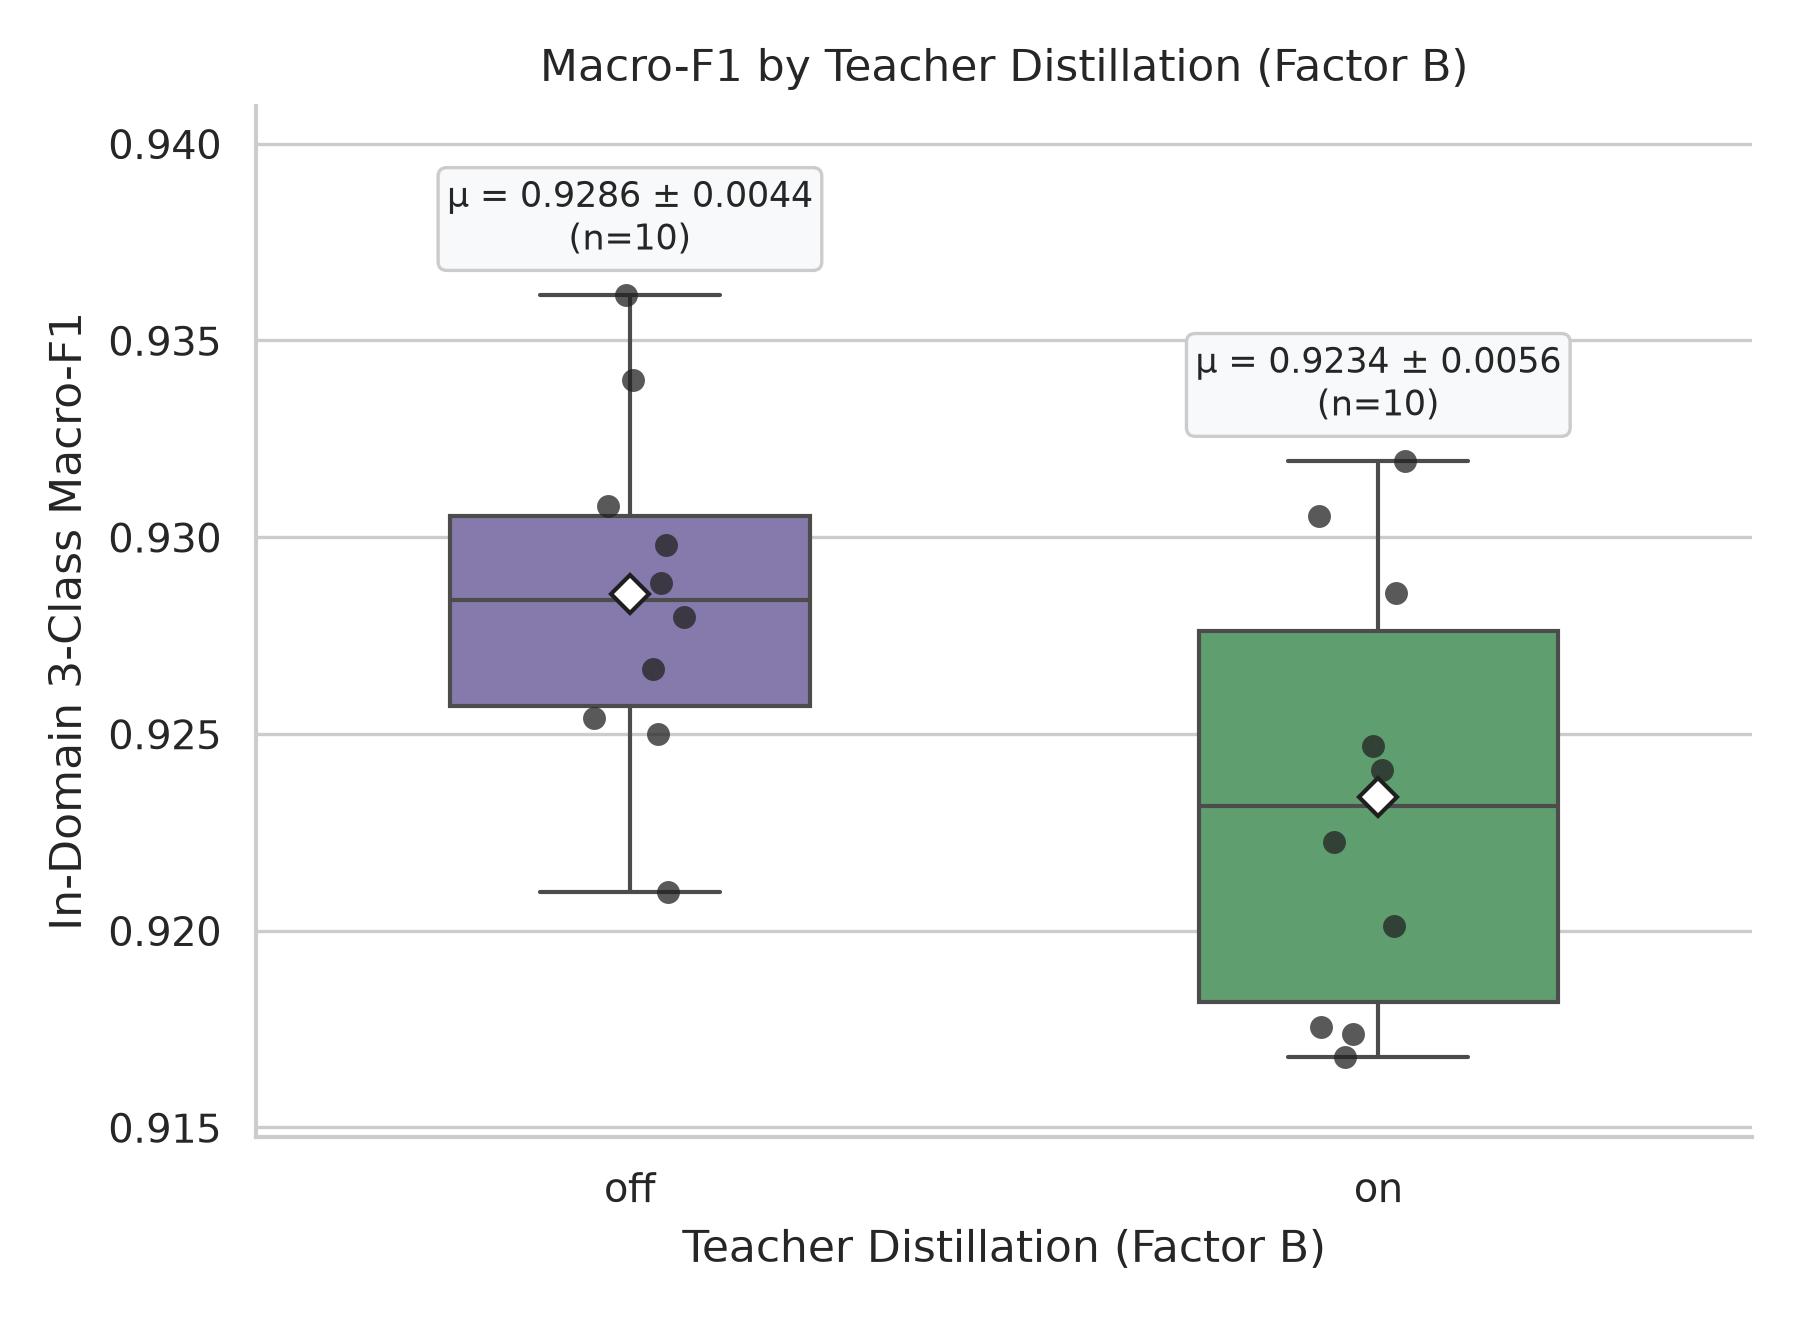 Macro-F1 by Teacher Distillation (Factor B)
In-Domain 3-Class Macro-F1
0.940
0.935
0.930
0.925
0.920
0.915
μ = 0.9286 ± 0.0044
(n=10)
μ = 0.9234 ± 0.0056
(n=10)
off
on
Teacher Distillation (Factor B)